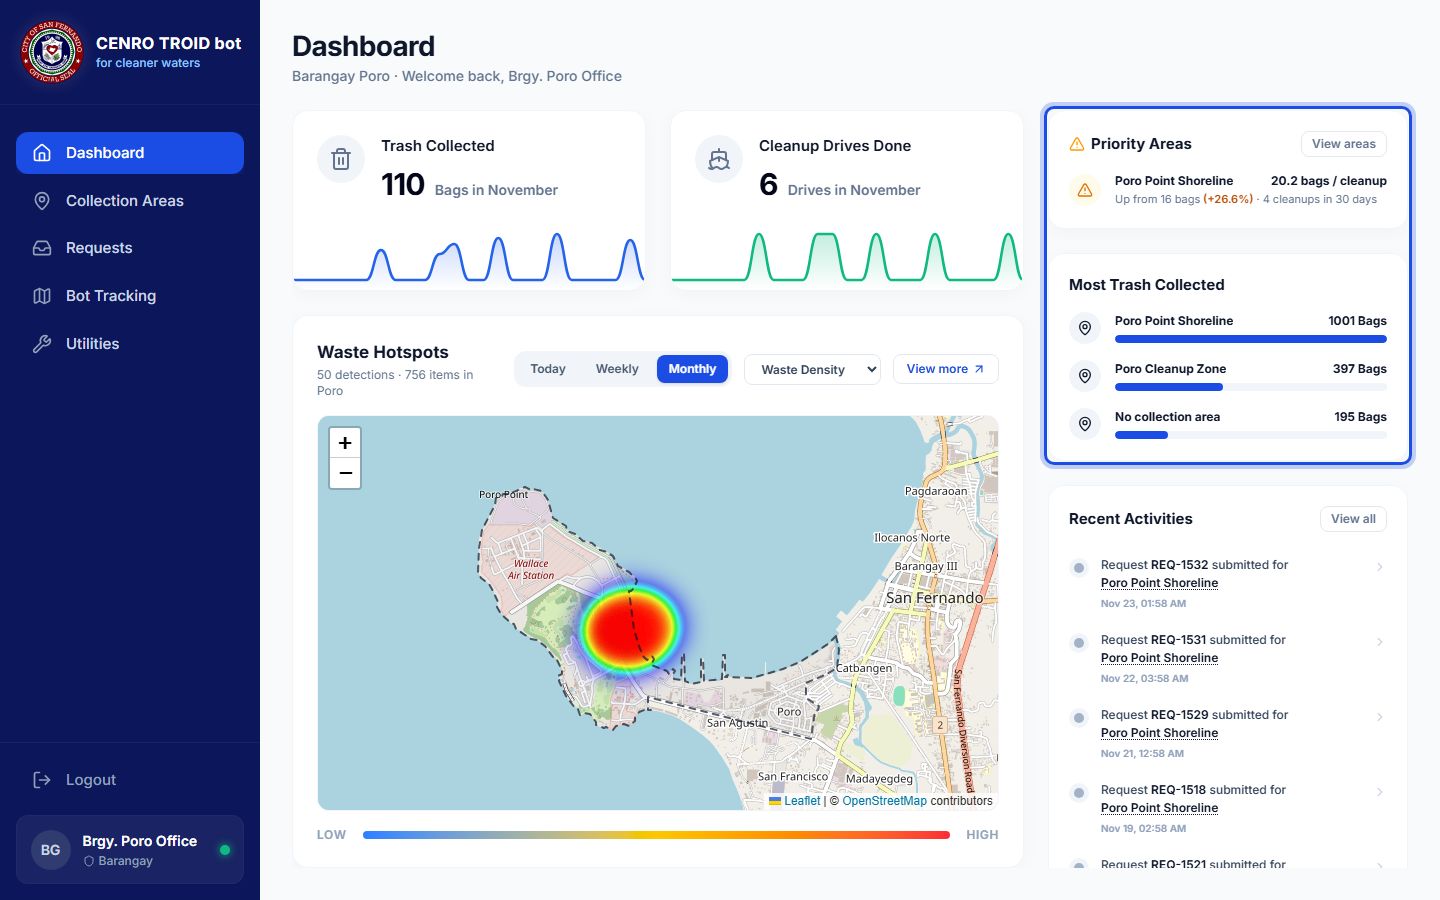 CITY OF SAN FERNANDO
OFFICIAL SEAL
CENRO TROID bot
for cleaner waters
Dashboard
Collection Areas
Requests
Bot Tracking
Utilities
Logout
BG
Brgy. Poro Office
Barangay
Dashboard
Barangay Poro · Welcome back, Brgy. Poro Office
Trash Collected
110 Bags in November
Cleanup Drives Done
6 Drives in November
Waste Hotspots
50 detections · 756 items in
Poro
Today
Weekly
Monthly
Waste Density
View more
+
−
Poro Point
Wallace
Air Station
Pagdaraoan
Ilocanos Norte
Barangay III
San Fernando
Catbangen
San Fernando Diversion Road
Poro
San Agustin
2
San Francisco
Madayegdeg
Leaflet | © OpenStreetMap contributors
LOW
HIGH
Priority Areas
View areas
Poro Point Shoreline 20.2 bags / cleanup
Up from 16 bags (+26.6%) · 4 cleanups in 30 days
Most Trash Collected
Poro Point Shoreline 1001 Bags
Poro Cleanup Zone 397 Bags
No collection area 195 Bags
Recent Activities
View all
Request REQ-1532 submitted for
Poro Point Shoreline
Nov 23, 01:58 AM
Request REQ-1531 submitted for
Poro Point Shoreline
Nov 22, 03:58 AM
Request REQ-1529 submitted for
Poro Point Shoreline
Nov 21, 12:58 AM
Request REQ-1518 submitted for
Poro Point Shoreline
Nov 19, 02:58 AM
Request REQ-1521 submitted for